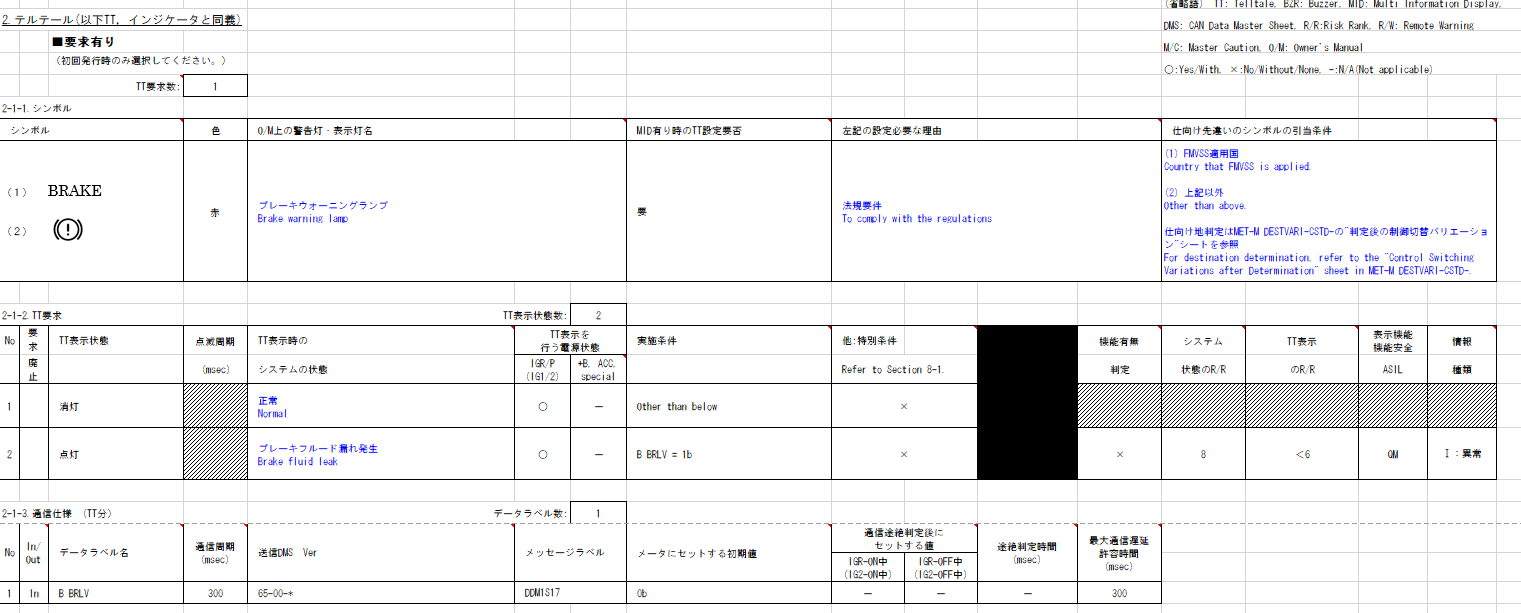 (省略語) TT: Telltale, BZR: Buzzer, MID: Multi Information Display,
DMS: CAN Data Master Sheet, R/R:Risk Rank, R/W: Remote Warning
M/C: Master Caution, O/M: Owner's Manual
○:Yes/With, ×:No/Without/None, -:N/A(Not applicable)
2.テルテール(以下TT, インジケータと同義)
■要求有り
(初回発行時のみ選択してください。)
TT要求数: 1
2-1-1.シンボル
シンボル 色 O/M上の警告灯・表示灯名 MID有り時のTT設定要否 左記の設定必要な理由 仕向け先違いのシンボルの引当条件
(1) BRAKE
(2)
赤
ブレーキウォーニングランプ
Brake warning lamp
要
法規要件
To comply with the regulations
(1) FMVSS適用国
Country that FMVSS is applied.
(2) 上記以外
Other than above.
仕向け地判定はMET-M_DESTVARI-CSTD-の"判定後の制御切替バリエーショ
ン"シートを参照
For destination determination, refer to the "Control Switching
Variations after Determination" sheet in MET-M_DESTVARI-CSTD-.
2-1-2.TT要求 TT表示状態数: 2
No
要
求
廃
止
TT表示状態
点滅周期
(msec)
TT表示時の
システムの状態
TT表示を
行う電源状態
IGR/P
(IG1/2)
+B, ACC,
special
実施条件
他:特別条件
Refer to Section 8-1.
機能有無
判定
システム
状態のR/R
TT表示
のR/R
表示機能
機能安全
ASIL
情報
種類
1 消灯
正常
Normal
○ － Other than below ×
2 点灯
ブレーキフルード漏れ発生
Brake fluid leak
○ － B_BRLV = 1b × × 8 <6 QM I:異常
2-1-3.通信仕様 (TT分) データラベル数: 1
No
In/
Out
データラベル名
通信周期
(msec)
送信DMS Ver
メッセージラベル
メータにセットする初期値
通信途絶判定後に
セットする値
IGR-ON中
(IG2-ON中)
IGR-OFF中
(IG2-OFF中)
途絶判定時間
(msec)
最大通信遅延
許容時間
(msec)
1 In B_BRLV 300 65-00-* DDM1S17 0b － － － 300